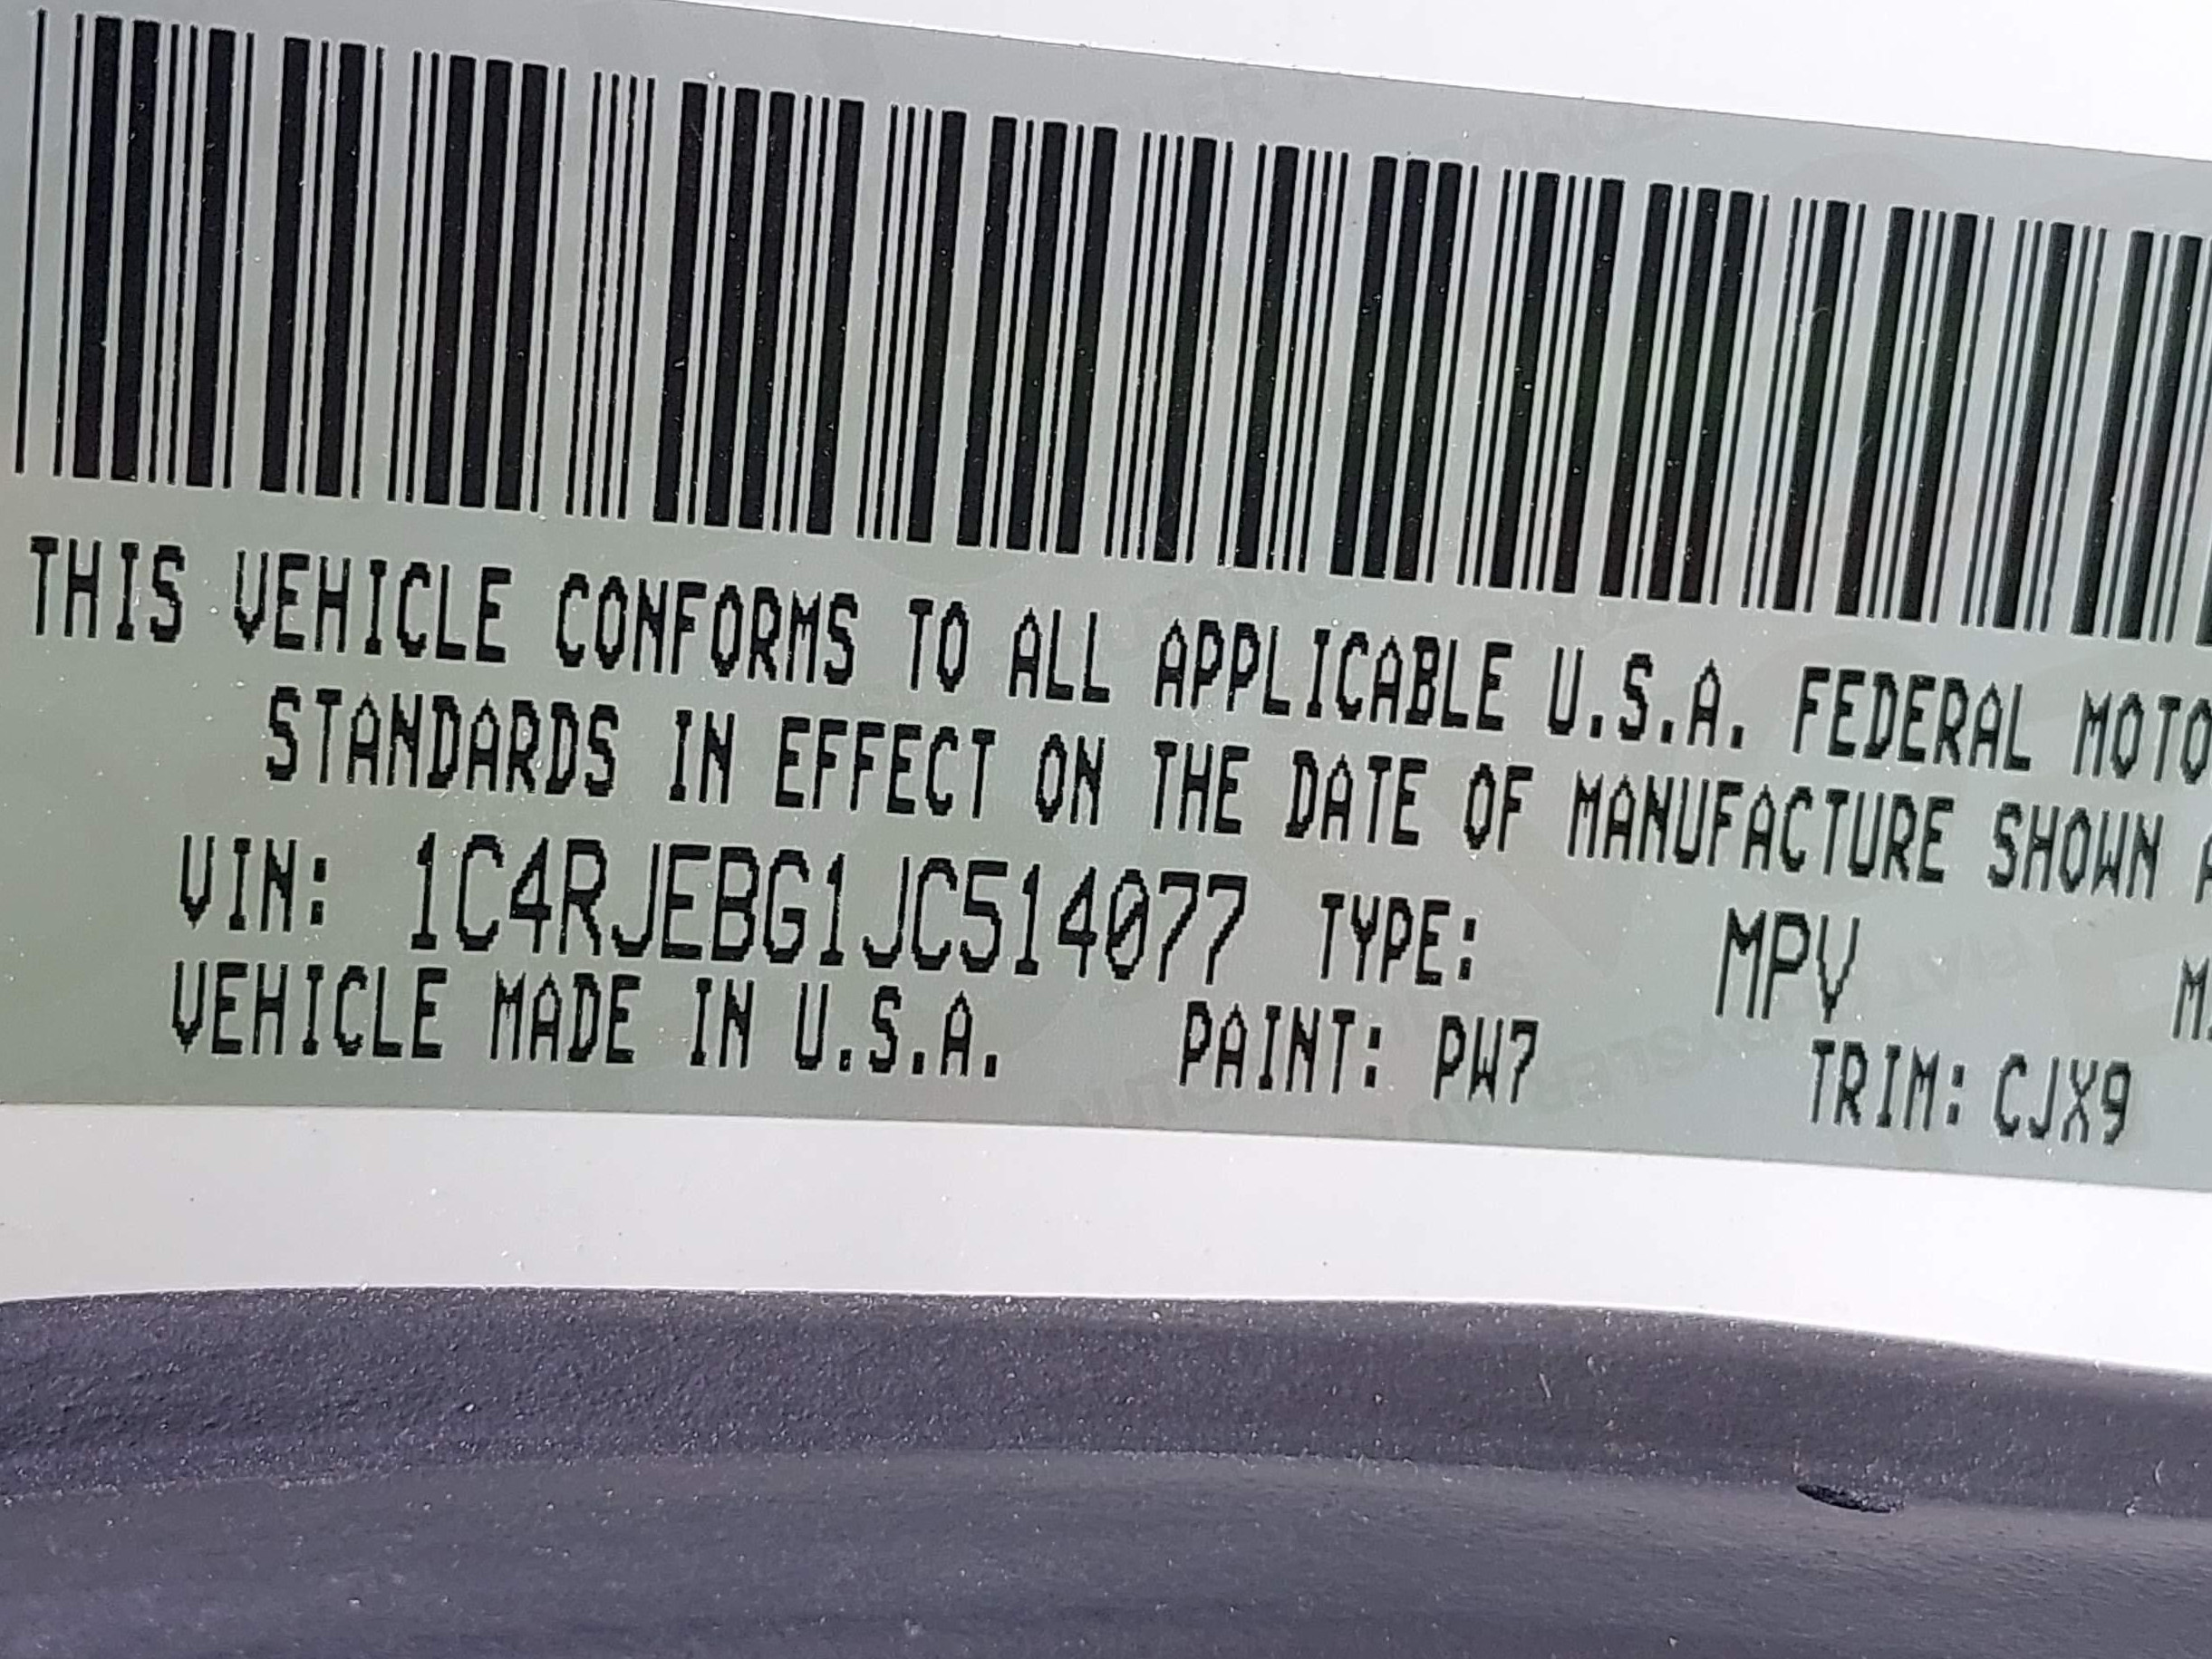 THIS VEHICLE CONFORMS TO ALL APPLICABLE U.S.A. FEDERAL MOTO
STANDARDS IN EFFECT ON THE DATE OF MANUFACTURE SHOWN
VIN: 1C4RJEBG1JC514077 TYPE: MPV
VEHICLE MADE IN U.S.A. PAINT: PW7 TRIM: CJX9